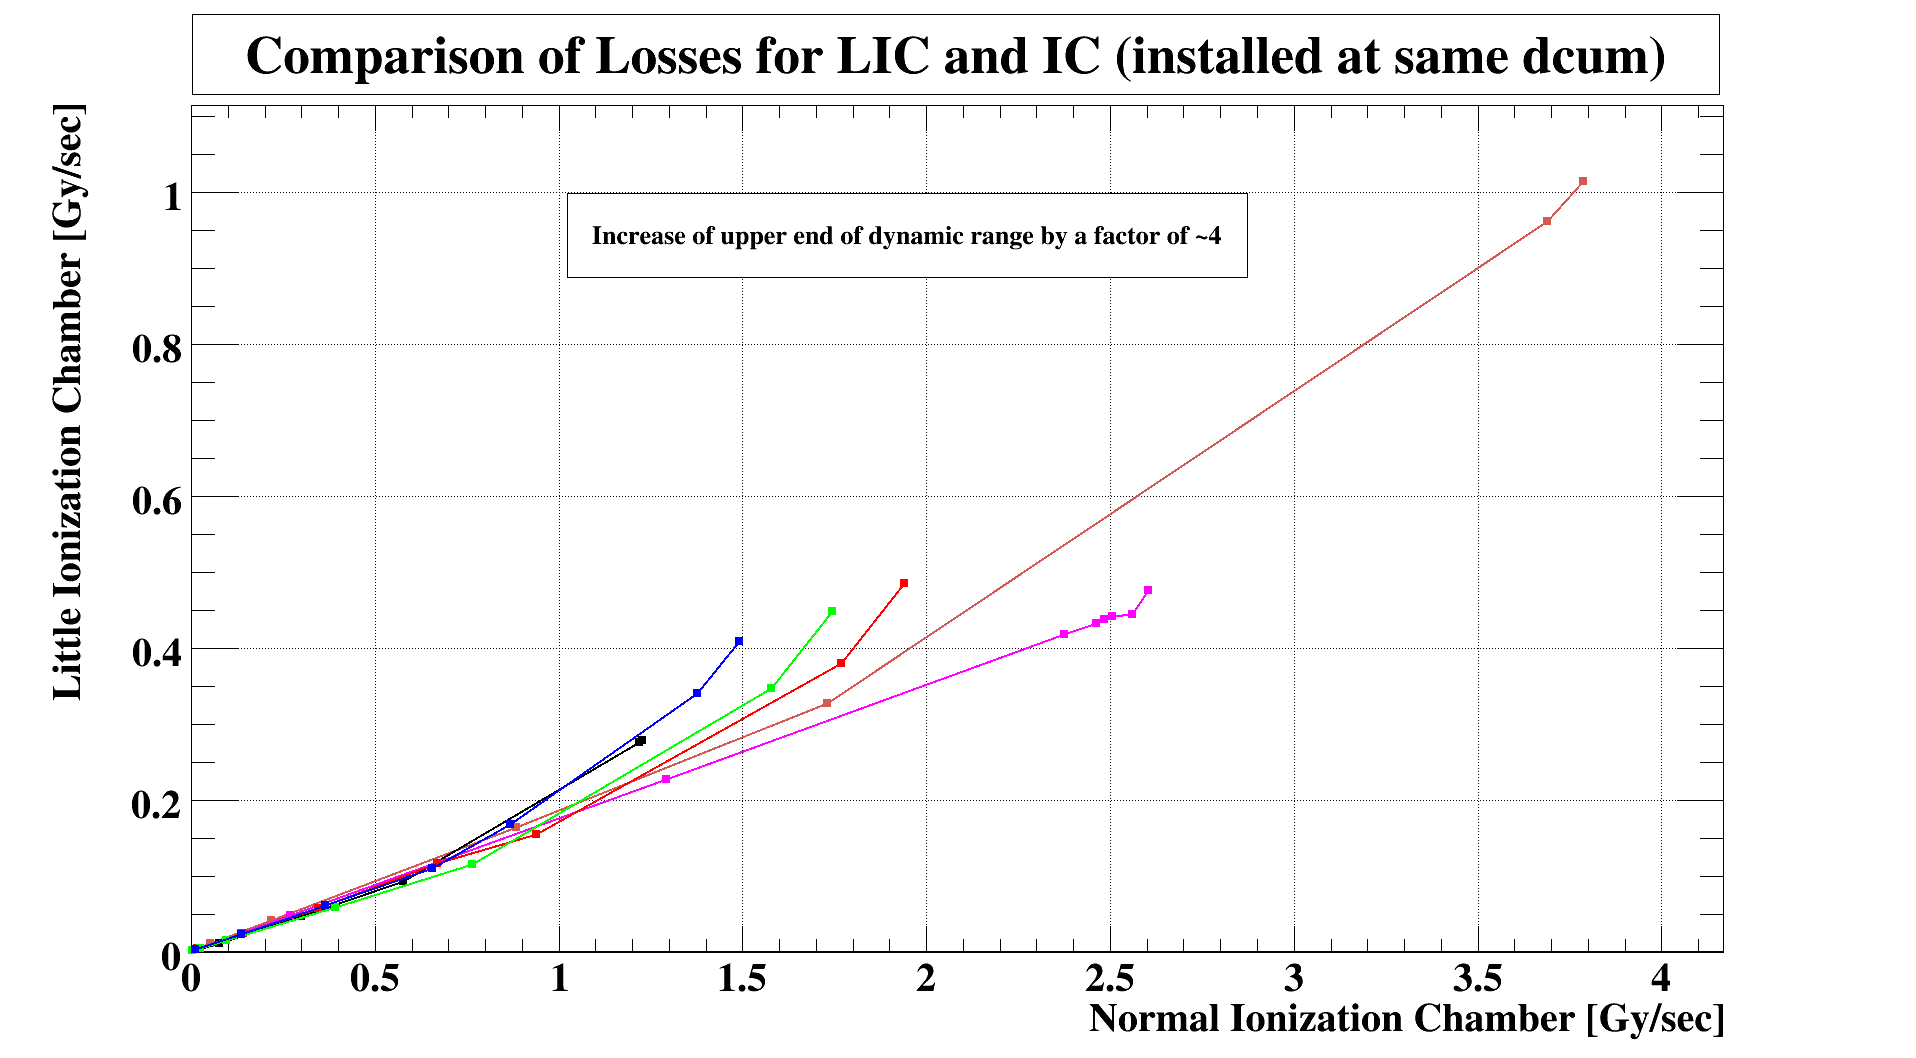 Comparison of Losses for LIC and IC (installed at same dcum)
Little Ionization Chamber [Gy/sec]
Increase of upper end of dynamic range by a factor of ~4
1
0.8
0.6
0.4
0.2
0
0 0.5 1 1.5 2 2.5 3 3.5 4
Normal Ionization Chamber [Gy/sec]